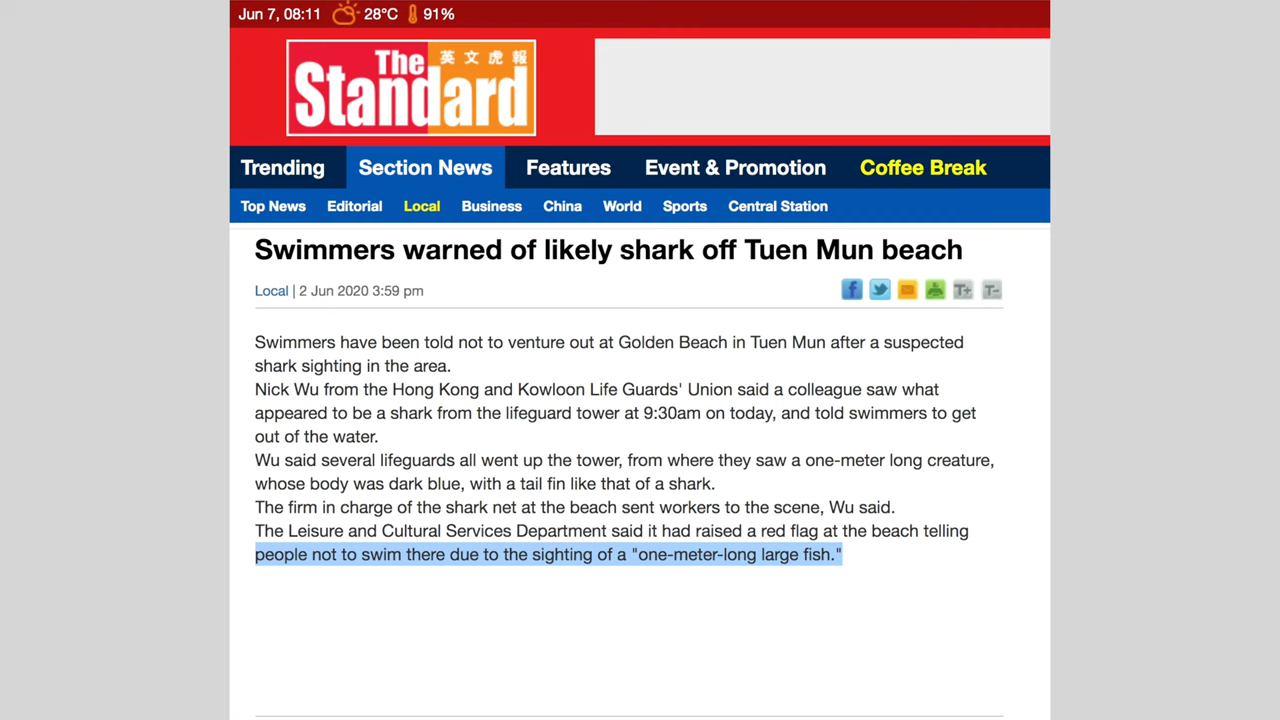 Jun 7, 08:11 28°C 91%
The 英文虎報
Standard
Trending Section News Features Event & Promotion Coffee Break
Top News Editorial Local Business China World Sports Central Station
Swimmers warned of likely shark off Tuen Mun beach
Local | 2 Jun 2020 3:59 pm
f T+ T-
Swimmers have been told not to venture out at Golden Beach in Tuen Mun after a suspected
shark sighting in the area.
Nick Wu from the Hong Kong and Kowloon Life Guards' Union said a colleague saw what
appeared to be a shark from the lifeguard tower at 9:30am on today, and told swimmers to get
out of the water.
Wu said several lifeguards all went up the tower, from where they saw a one-meter long creature,
whose body was dark blue, with a tail fin like that of a shark.
The firm in charge of the shark net at the beach sent workers to the scene, Wu said.
The Leisure and Cultural Services Department said it had raised a red flag at the beach telling
people not to swim there due to the sighting of a "one-meter-long large fish."